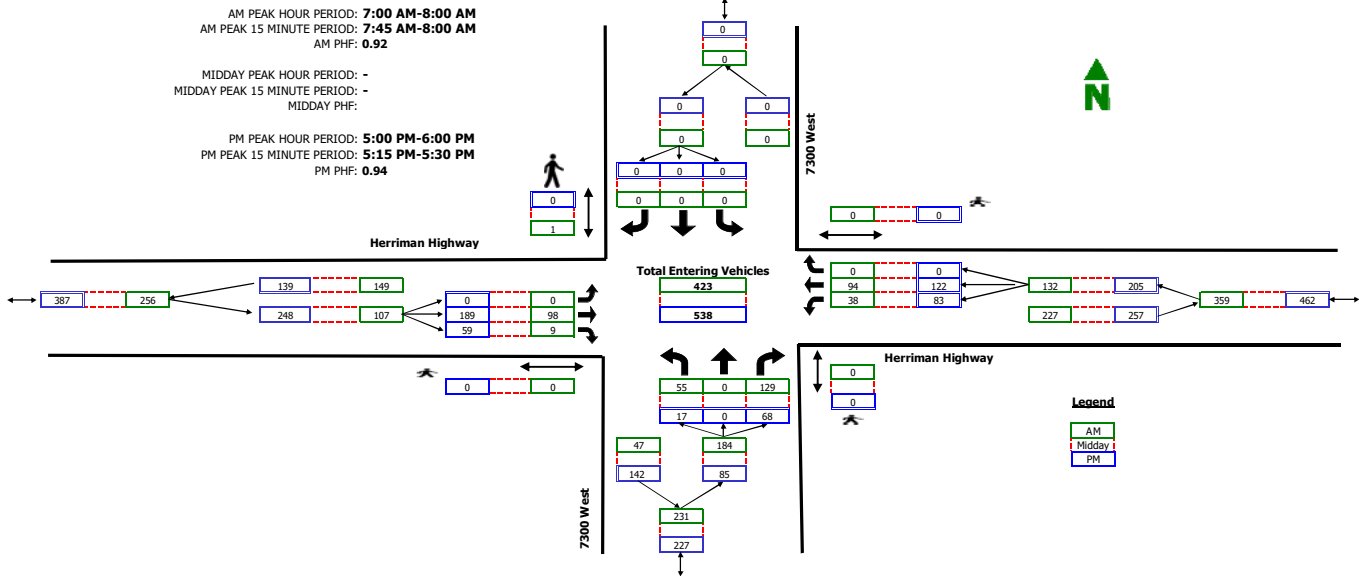 AM PEAK HOUR PERIOD: 7:00 AM-8:00 AM
AM PEAK 15 MINUTE PERIOD: 7:45 AM-8:00 AM
AM PHF: 0.92
MIDDAY PEAK HOUR PERIOD: -
MIDDAY PEAK 15 MINUTE PERIOD: -
MIDDAY PHF:
PM PEAK HOUR PERIOD: 5:00 PM-6:00 PM
PM PEAK 15 MINUTE PERIOD: 5:15 PM-5:30 PM
PM PHF: 0.94
0
0
0 0
0 0
0 0 0
0 0 0
7300 West
N
0
1
0 0
Herriman Highway
Total Entering Vehicles
423
538
387 256
139 149
248 107
0 0
189 98
59 9
0 0
94 122
38 83
132 205
227 257
359 462
Herriman Highway
0 0
55 0 129
17 0 68
47 184
142 85
231
227
7300 West
0
0
Legend
AM
Midday
PM